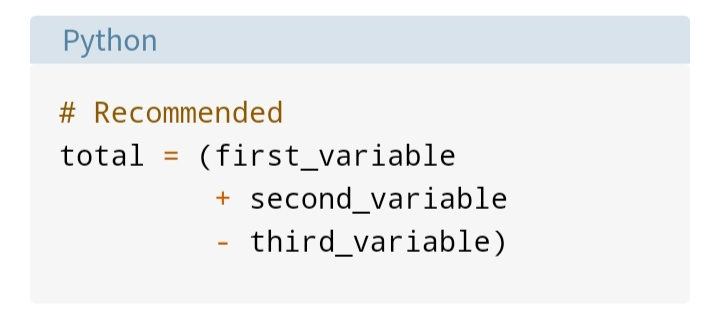 Python
# Recommended
total = (first_variable
         + second_variable
         - third_variable)